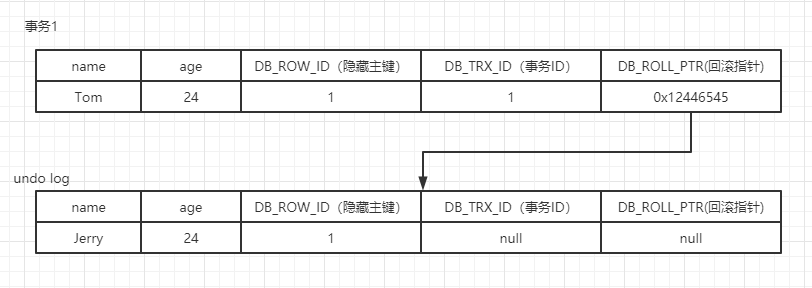 事务1
name age DB_ROW_ID（隐藏主键） DB_TRX_ID（事务ID） DB_ROLL_PTR(回滚指针)
Tom 24 1 1 0x12446545
undo log
name age DB_ROW_ID（隐藏主键） DB_TRX_ID（事务ID） DB_ROLL_PTR(回滚指针)
Jerry 24 1 null null